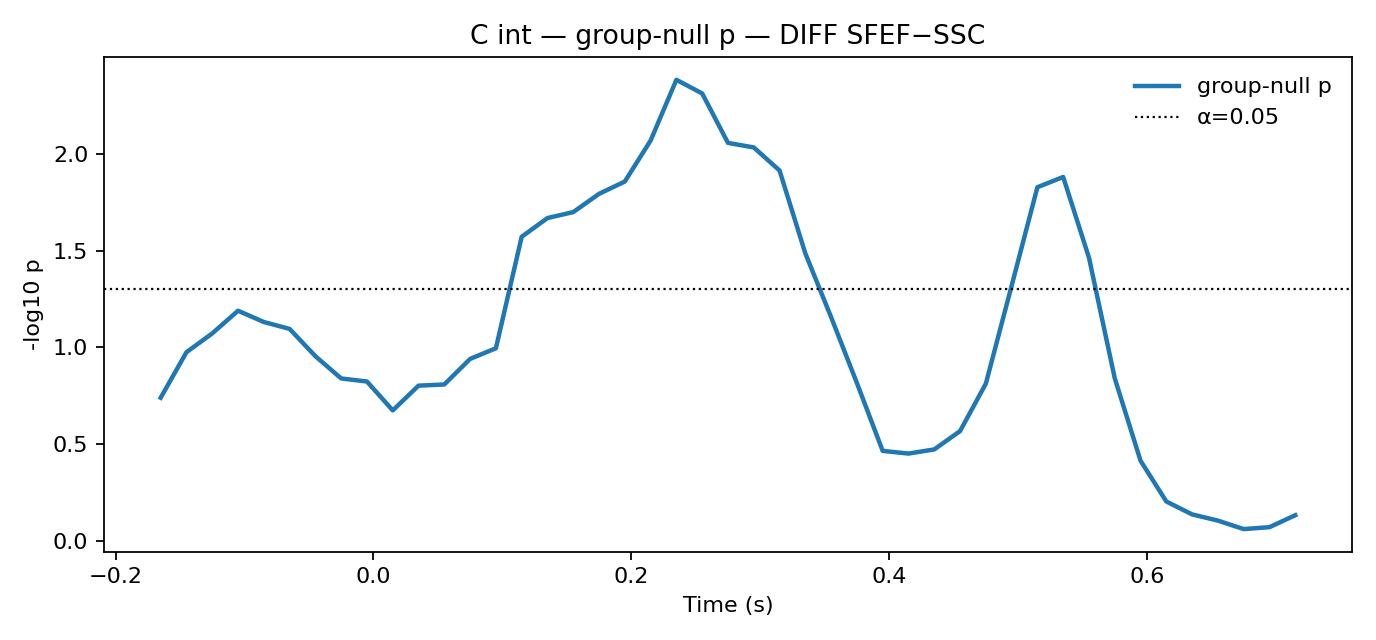 C int — group-null p — DIFF SFEF−SSC
group-null p
α=0.05
-log10 p
2.0
1.5
1.0
0.5
0.0
−0.2
0.0
0.2
0.4
0.6
Time (s)